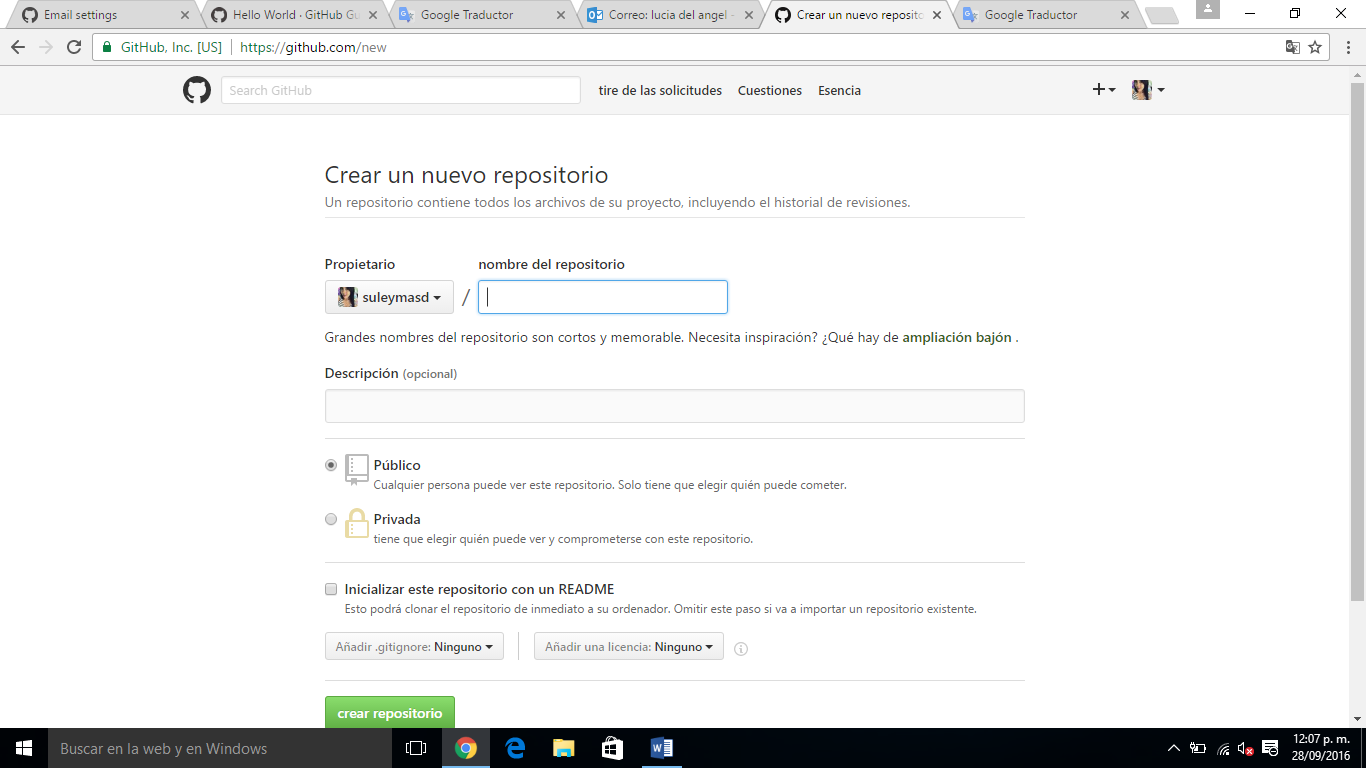 Email settings
Hello World · GitHub Gu
Google Traductor
Correo: lucia del angel -
Crear un nuevo reposito
Google Traductor
GitHub, Inc. [US] https://github.com/new
Search GitHub
tire de las solicitudes Cuestiones Esencia
Crear un nuevo repositorio
Un repositorio contiene todos los archivos de su proyecto, incluyendo el historial de revisiones.
Propietario nombre del repositorio
suleymasd /
Grandes nombres del repositorio son cortos y memorable. Necesita inspiración? ¿Qué hay de ampliación bajón .
Descripción (opcional)
Público
Cualquier persona puede ver este repositorio. Solo tiene que elegir quién puede cometer.
Privada
tiene que elegir quién puede ver y comprometerse con este repositorio.
Inicializar este repositorio con un README
Esto podrá clonar el repositorio de inmediato a su ordenador. Omitir este paso si va a importar un repositorio existente.
Añadir .gitignore: Ninguno Añadir una licencia: Ninguno
crear repositorio
Buscar en la web y en Windows
12:07 p. m.
28/09/2016